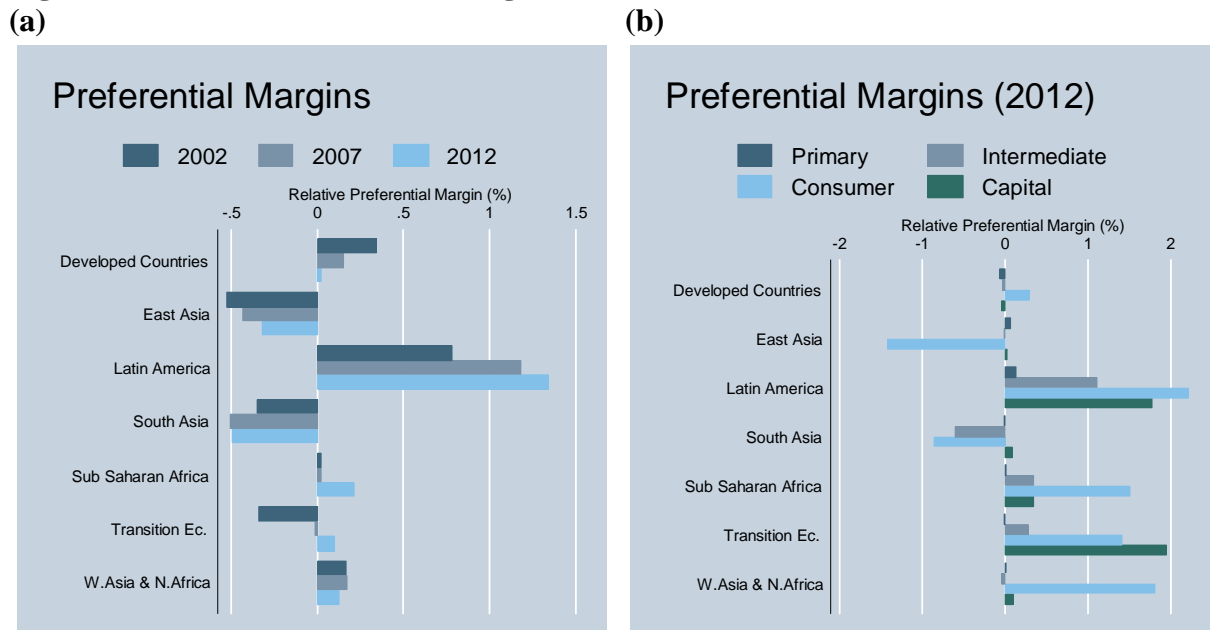 (a)
Preferential Margins
2002 2007 2012
Relative Preferential Margin (%)
-.5 0 .5 1 1.5
Developed Countries
East Asia
Latin America
South Asia
Sub Saharan Africa
Transition Ec.
W.Asia & N.Africa
(b)
Preferential Margins (2012)
Primary Intermediate
Consumer Capital
Relative Preferential Margin (%)
-2 -1 0 1 2
Developed Countries
East Asia
Latin America
South Asia
Sub Saharan Africa
Transition Ec.
W.Asia & N.Africa